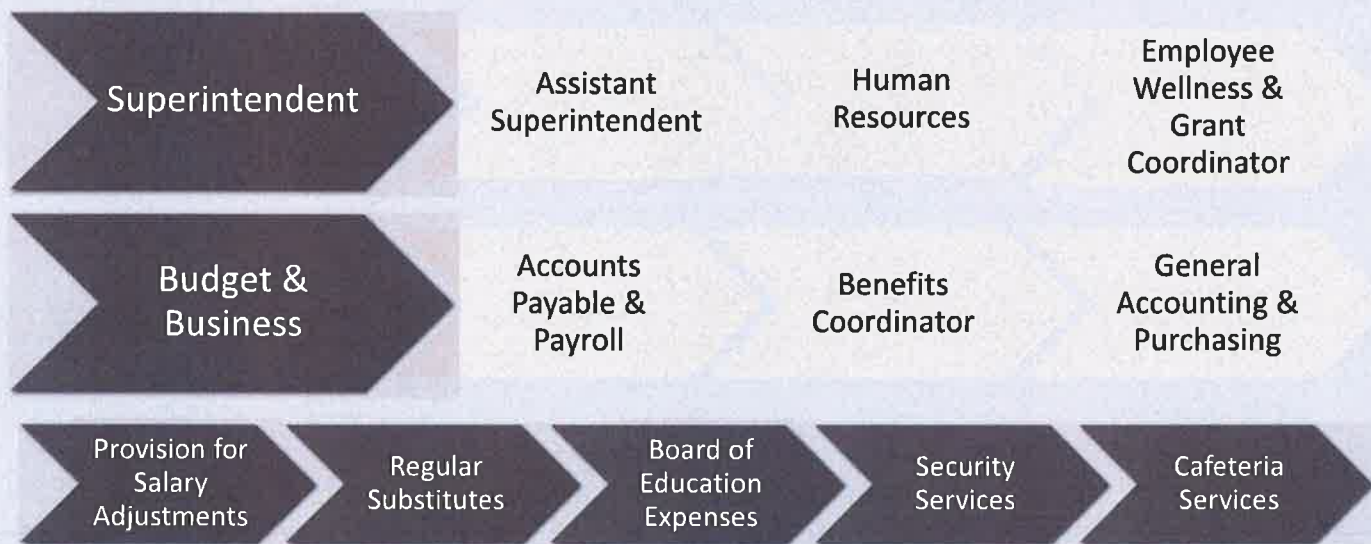 Superintendent
Assistant
Superintendent
Human
Resources
Employee
Wellness &
Grant
Coordinator
Budget &
Business
Accounts
Payable &
Payroll
Benefits
Coordinator
General
Accounting &
Purchasing
Provision for
Salary
Adjustments
Regular
Substitutes
Board of
Education
Expenses
Security
Services
Cafeteria
Services